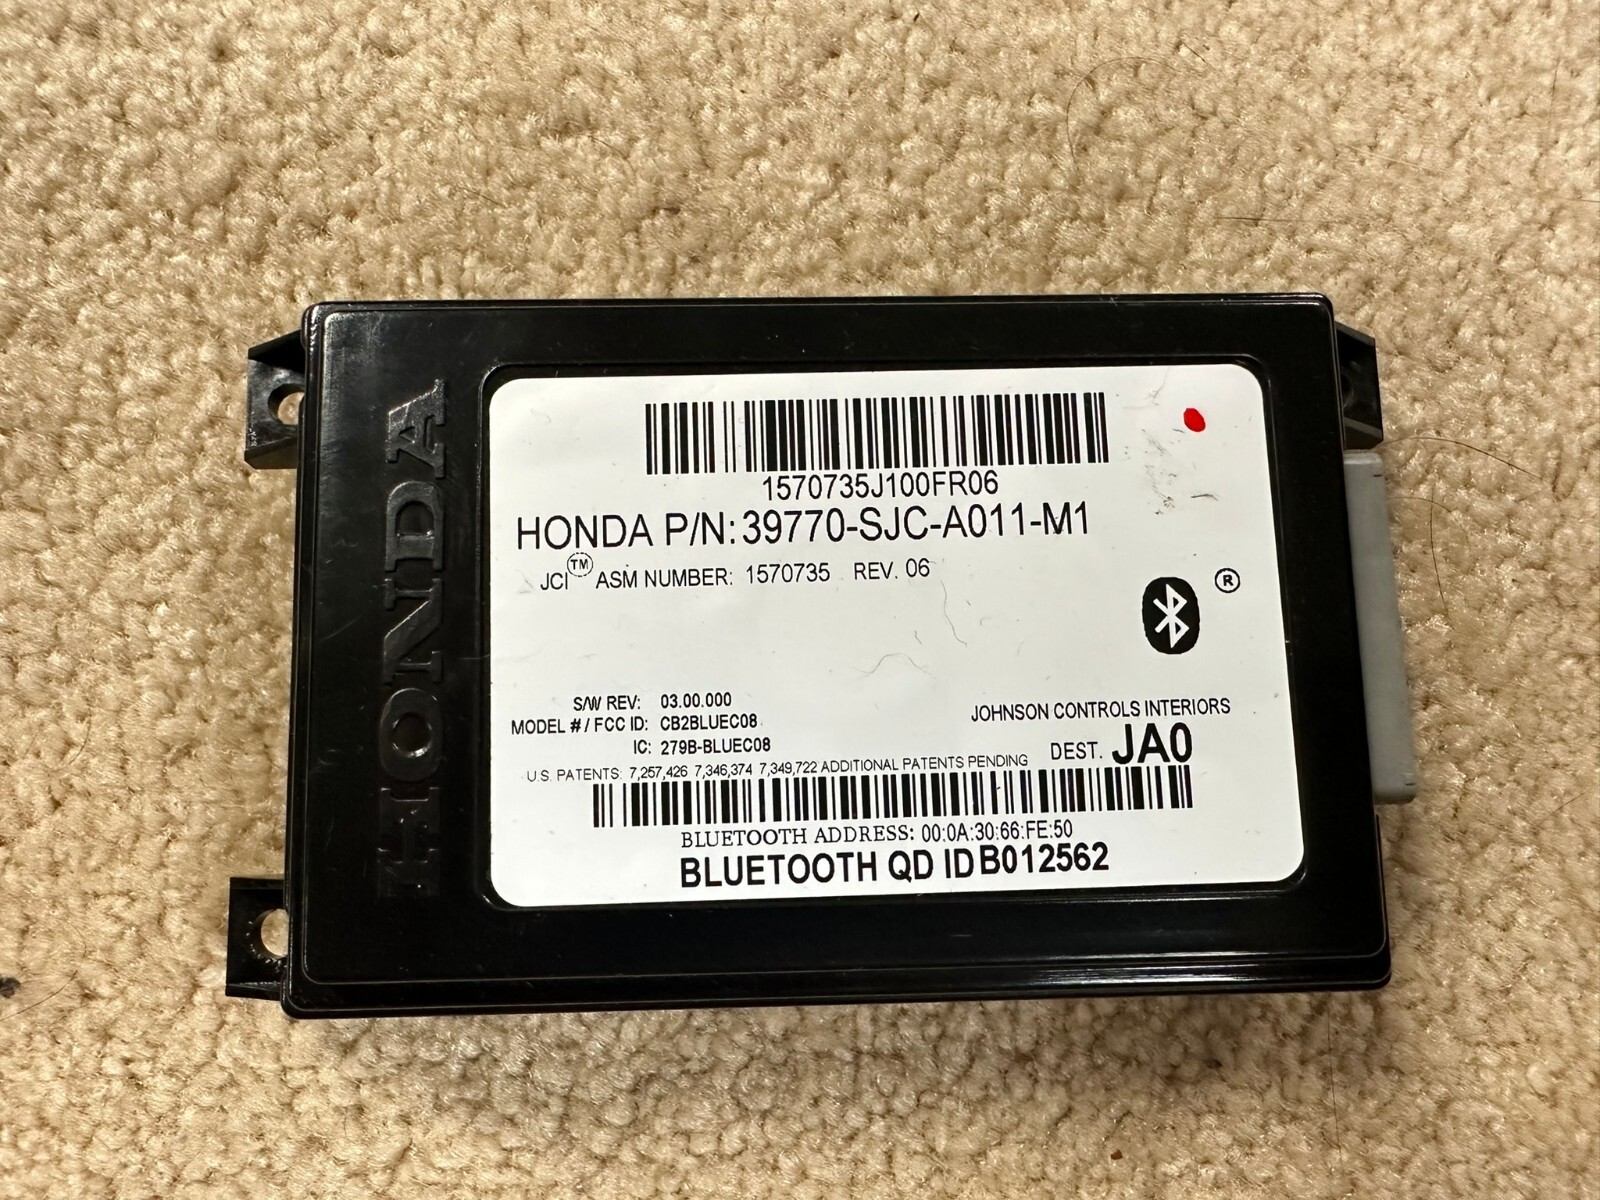 HONDA
1570735J100FR06
HONDA P/N: 39770-SJC-A011-M1
JCI™ ASM NUMBER: 1570735 REV. 06
®
S/W REV: 03.00.000
MODEL # / FCC ID: CB2BLUEC08
IC: 279B-BLUEC08
JOHNSON CONTROLS INTERIORS
DEST. JA0
U.S. PATENTS: 7,257,426 7,346,374 7,349,722 ADDITIONAL PATENTS PENDING
BLUETOOTH ADDRESS: 00:0A:30:66:FE:50
BLUETOOTH QD ID B012562